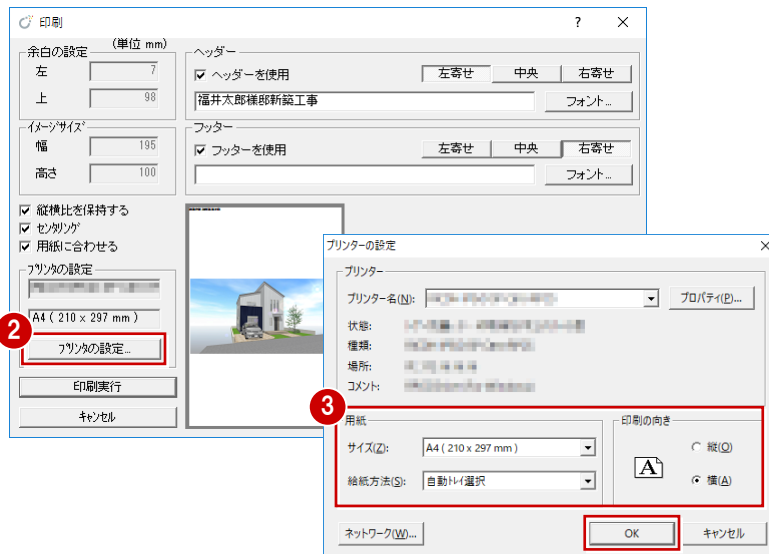 印刷
?
余白の設定 (単位 mm)
左 7
上 98
イメージサイズ
幅 195
高さ 100
ヘッダー
ヘッダーを使用 左寄せ 中央 右寄せ
福井太郎様邸新築工事 フォント...
フッター
フッターを使用 左寄せ 中央 右寄せ
フォント...
縦横比を保持する
センタリング
用紙に合わせる
プリンタの設定
A4 ( 210 x 297 mm )
2
プリンタの設定...
印刷実行
キャンセル
プリンターの設定
プリンター
プリンター名(N): プロパティ(P)...
状態:
種類:
場所:
コメント:
3
用紙
サイズ(Z): A4 ( 210 x 297 mm )
給紙方法(S): 自動トレイ選択
印刷の向き
A
縦(O)
横(A)
ネットワーク(W)... OK キャンセル